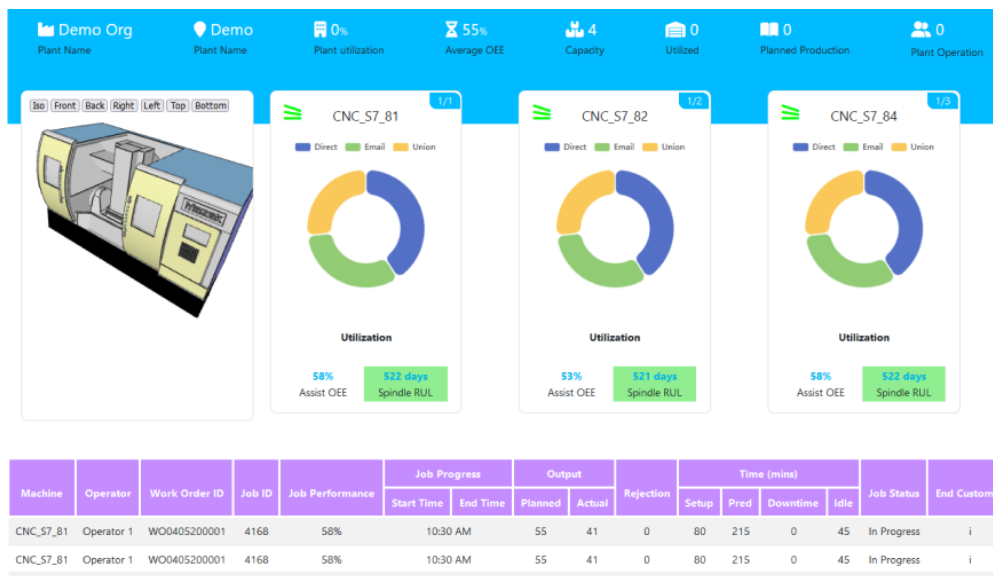 Demo Org
Plant Name
Demo
Plant Name
0%
Plant utilization
55%
Average OEE
4
Capacity
0
Utilized
0
Planned Production
0
Plant Operation
Iso Front Back Right Left Top Bottom
1/1
CNC_S7_81
Direct Email Union
Utilization
58% 522 days
Assist OEE Spindle RUL
1/2
CNC_S7_82
Direct Email Union
Utilization
53% 521 days
Assist OEE Spindle RUL
1/3
CNC_S7_84
Direct Email Union
Utilization
58% 522 days
Assist OEE Spindle RUL
Job Progress Output Time (mins)
Machine Operator Work Order ID Job ID Job Performance Rejection Job Status End Custom
Start Time End Time Planned Actual Setup Pred Downtime Idle
CNC_S7_81 Operator 1 WO0405200001 4168 58% 10:30 AM 55 41 0 80 215 0 45 In Progress i
CNC_S7_81 Operator 1 WO0405200001 4168 58% 10:30 AM 55 41 0 80 215 0 45 In Progress i